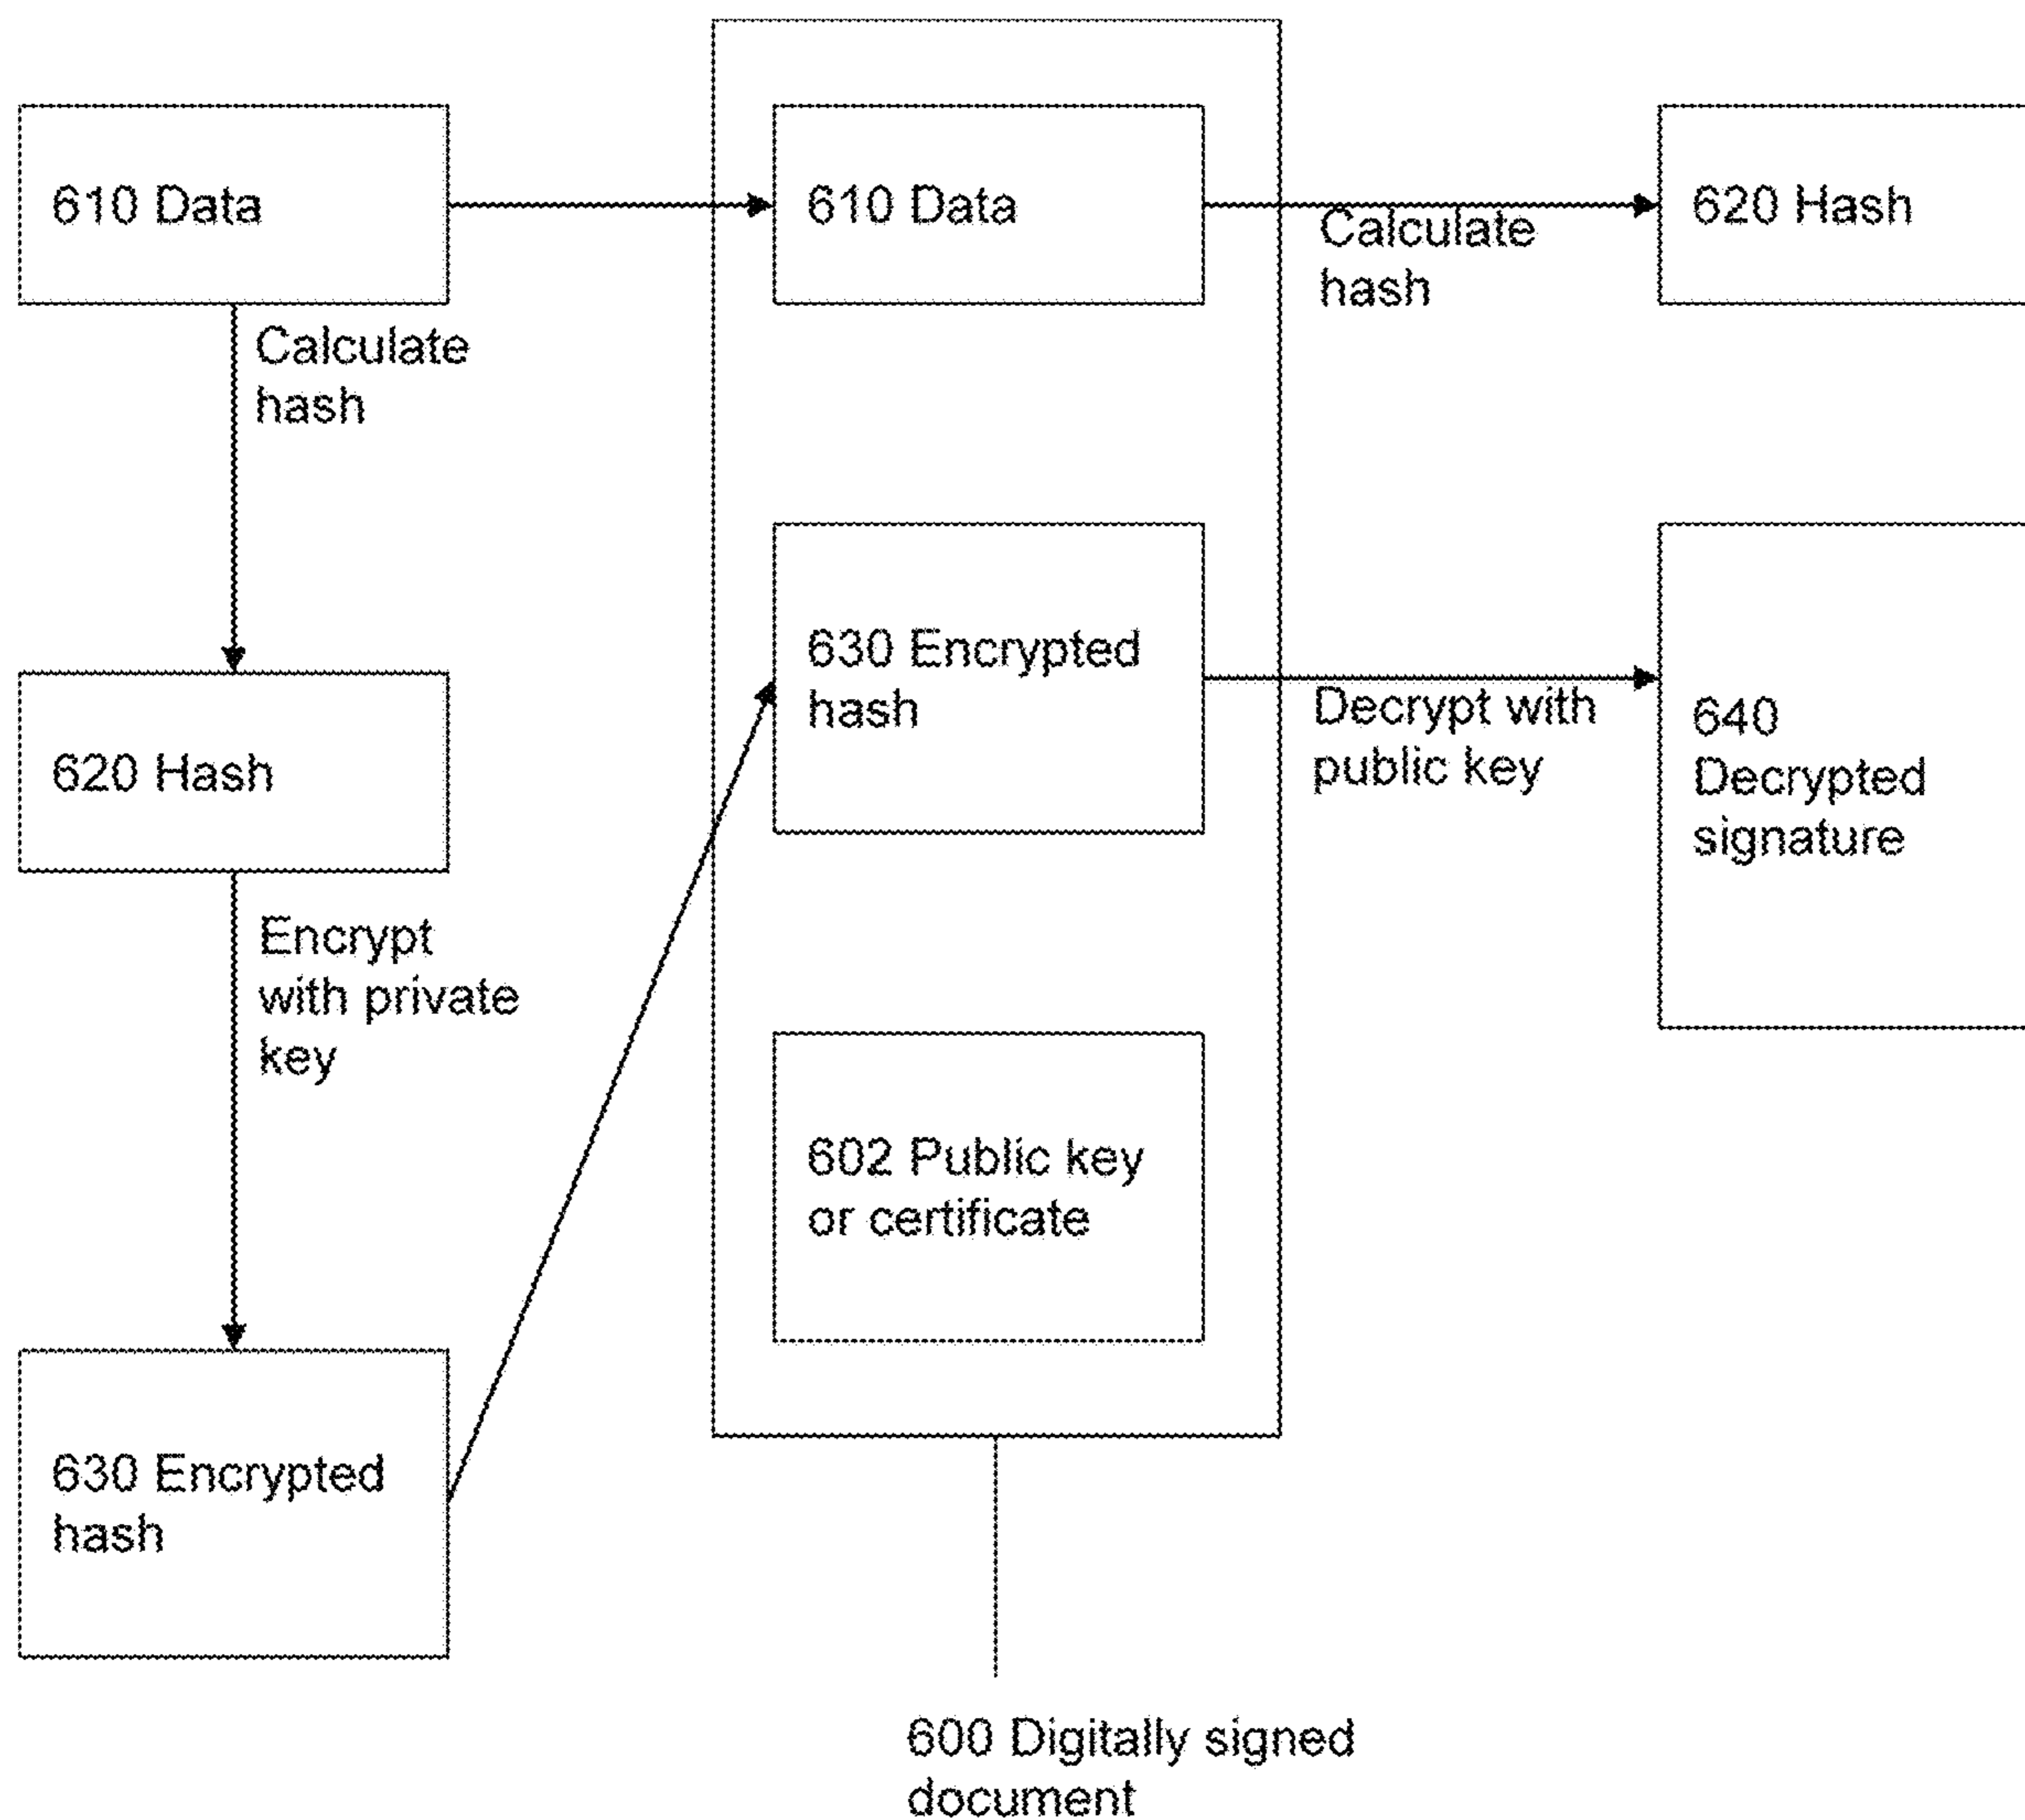 610 Data
610 Data
620 Hash
Calculate
hash
Calculate
hash
630 Encrypted
hash
Decrypt with
public key
640
Decrypted
signature
620 Hash
Encrypt
with private
key
602 Public key
or certificate
630 Encrypted
hash
600 Digitally signed
document